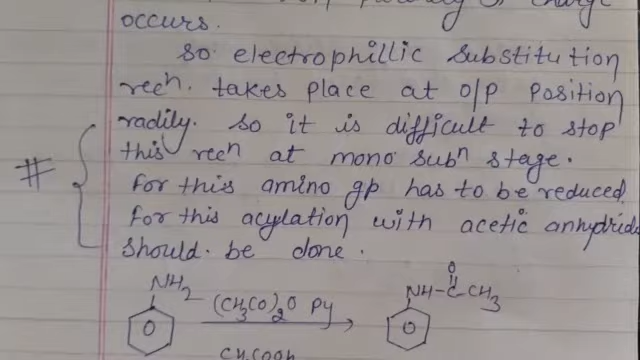 occurs.
so electrophillic substitution
recn. takes place at o/p position
radily. so it is difficult to stop
this recn at mono subn stage.
# for this amino gp has to be reduced.
for this acylation with acetic anhydride
should be done.
NH2 (CH3CO)2O Py NH-C-CH3
O
CH3COOH